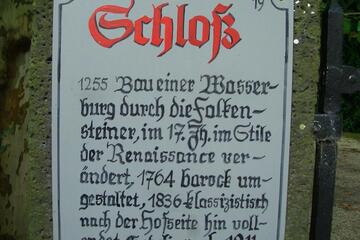 19
Schloß
1255 Bau einer Wasser-
burg durch die Falken-
steiner, im 17. Jh. im Stile
der Renaissance ver-
ändert, 1764 barock um-
gestaltet, 1836 klassizistisch
nach der Hofseite hin voll-